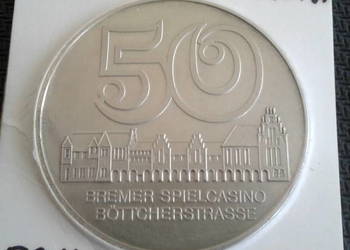 50
BREMER SPIELCASINO
BÖTTCHERSTRASSE